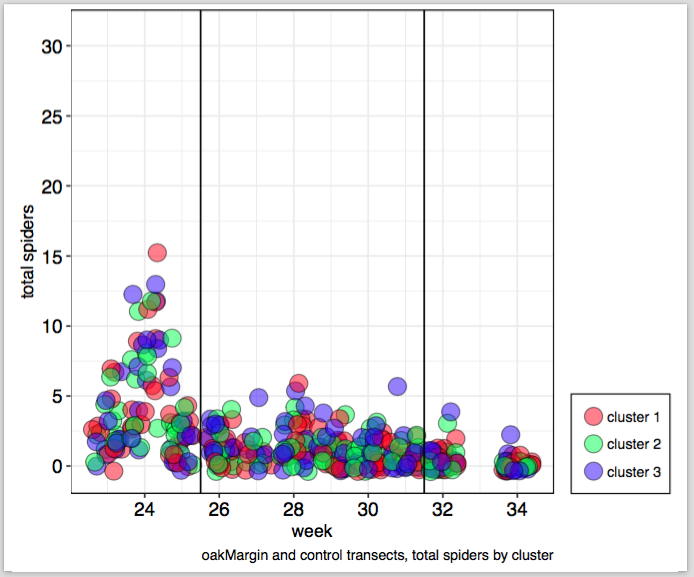 30
25
20
15
10
5
0
total spiders
24 26 28 30 32 34
week
oakMargin and control transects, total spiders by cluster
cluster 1
cluster 2
cluster 3